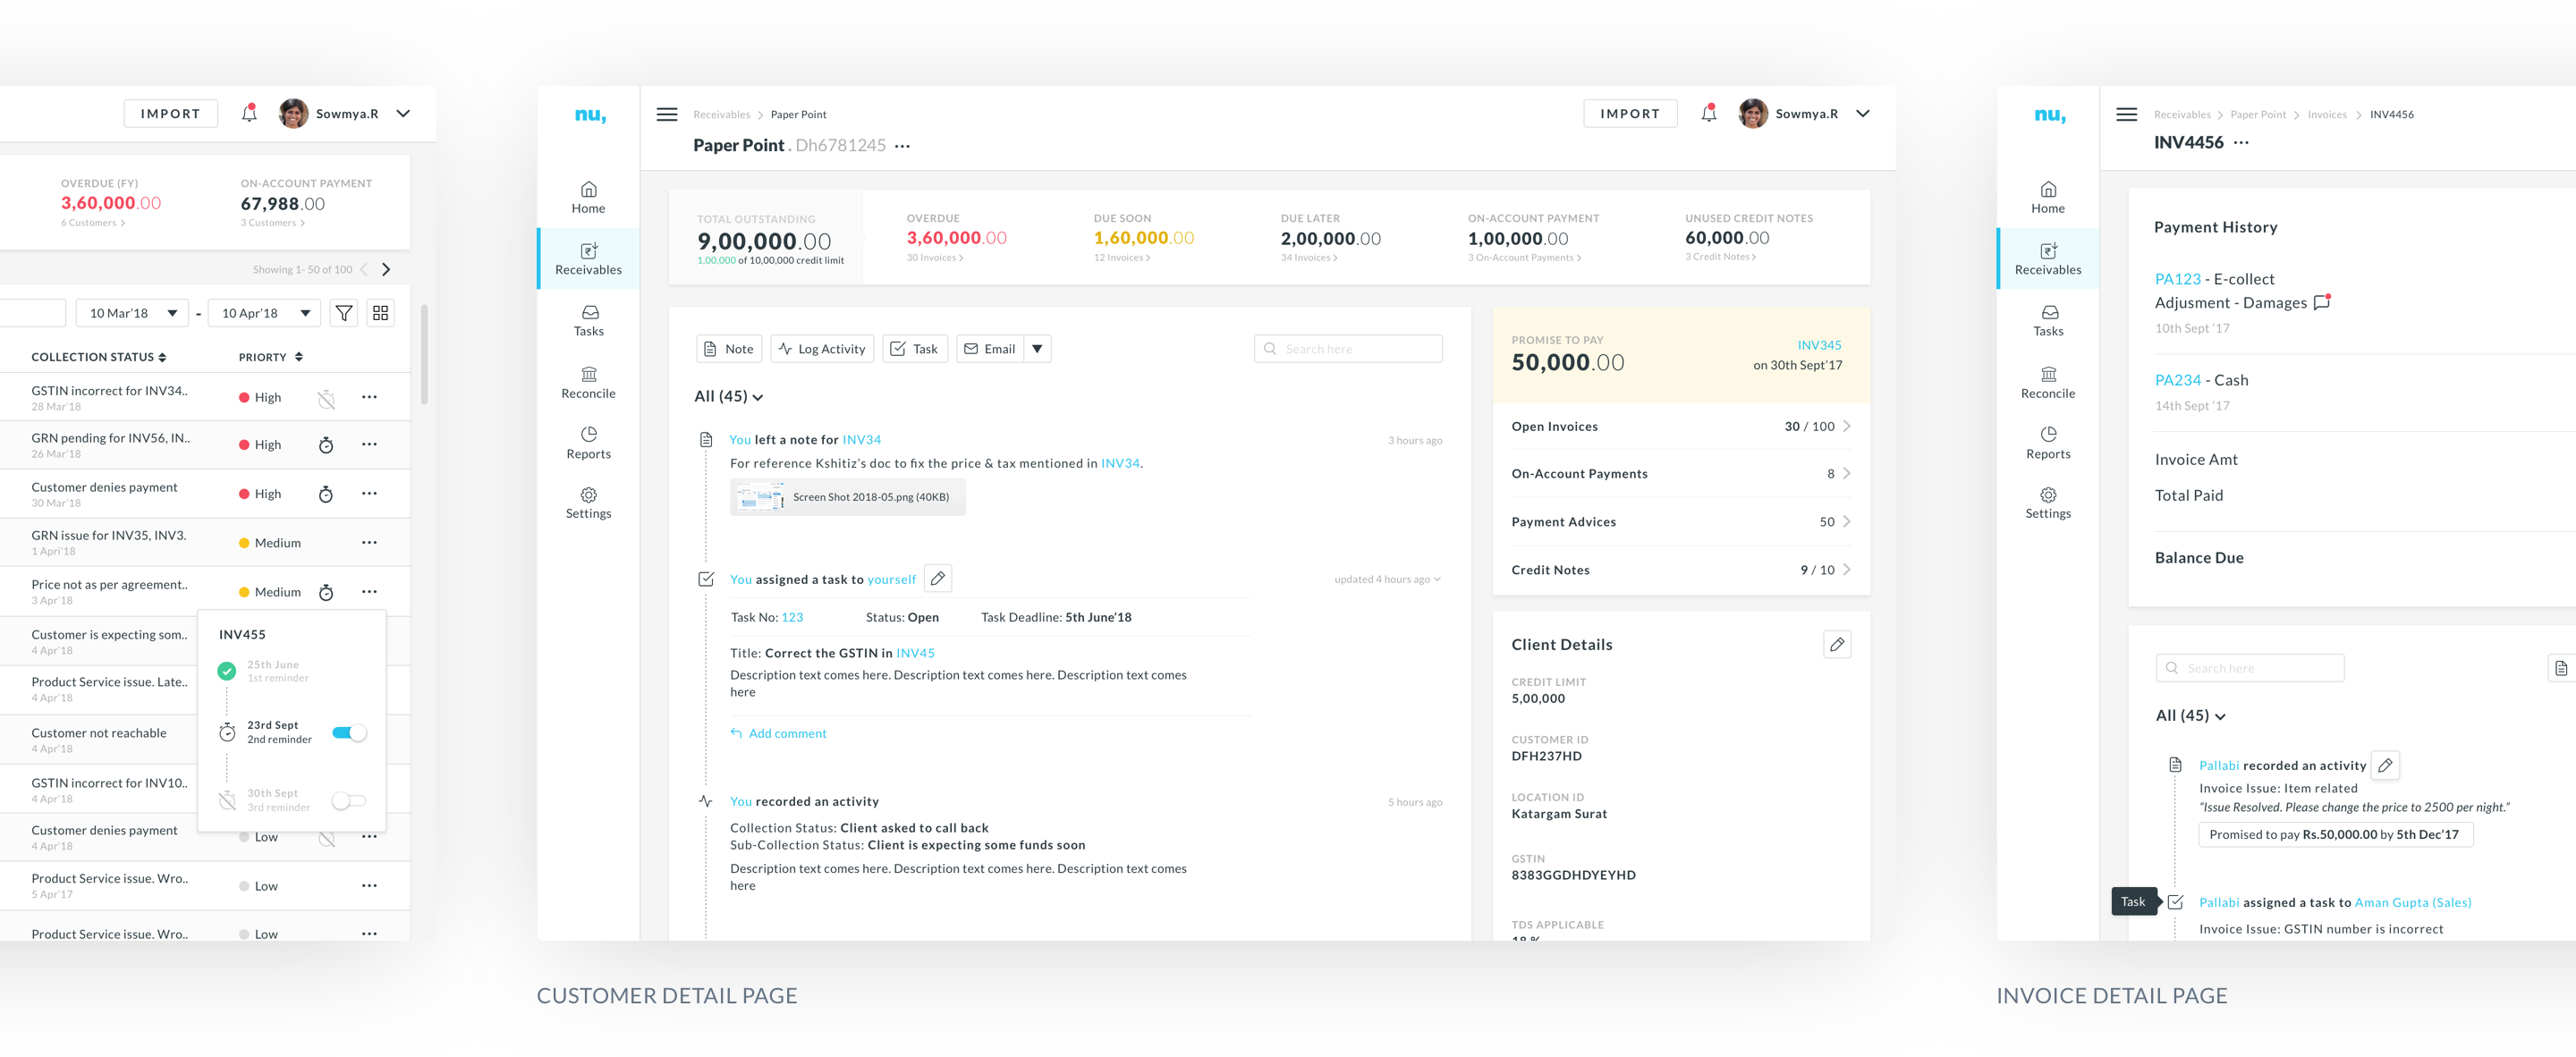 IMPORT
Sowmya.R
OVERDUE (FY)
3,60,000.00
6 Customers >
ON-ACCOUNT PAYMENT
67,988.00
3 Customers >
Showing 1- 50 of 100
10 Mar'18 - 10 Apr'18
COLLECTION STATUS PRIORTY
GSTIN incorrect for INV34..
28 Mar'18
High
GRN pending for INV56, IN..
26 Mar'18
High
Customer denies payment
30 Mar'18
High
GRN issue for INV35, INV3.
1 Apri'18
Medium
Price not as per agreement..
3 Apr'18
Medium
Customer is expecting som..
4 Apr'18
Product Service issue. Late..
4 Apr'18
Customer not reachable
4 Apr'18
GSTIN incorrect for INV10..
4 Apr'18
Customer denies payment
4 Apr'18
Low
Product Service issue. Wro..
5 Apr'17
Low
Product Service issue. Wro..
Low
INV455
25th June
1st reminder
23rd Sept
2nd reminder
30th Sept
3rd reminder
nu,
Home
Receivables
Tasks
Reconcile
Reports
Settings
Receivables > Paper Point
Paper Point . Dh6781245 ...
IMPORT
Sowmya.R
TOTAL OUTSTANDING
9,00,000.00
1,00,000 of 10,00,000 credit limit
OVERDUE
3,60,000.00
30 Invoices >
DUE SOON
1,60,000.00
12 Invoices >
DUE LATER
2,00,000.00
34 Invoices >
ON-ACCOUNT PAYMENT
1,00,000.00
3 On-Account Payments >
UNUSED CREDIT NOTES
60,000.00
3 Credit Notes >
Note
Log Activity
Task
Email
Search here
All (45)
You left a note for INV34
3 hours ago
For reference Kshitiz's doc to fix the price & tax mentioned in INV34.
Screen Shot 2018-05.png (40KB)
You assigned a task to yourself
updated 4 hours ago
Task No: 123 Status: Open Task Deadline: 5th June'18
Title: Correct the GSTIN in INV45
Description text comes here. Description text comes here. Description text comes
here
Add comment
You recorded an activity
5 hours ago
Collection Status: Client asked to call back
Sub-Collection Status: Client is expecting some funds soon
Description text comes here. Description text comes here. Description text comes
here
PROMISE TO PAY
50,000.00
INV345
on 30th Sept'17
Open Invoices 30 / 100
On-Account Payments 8
Payment Advices 50
Credit Notes 9 / 10
Client Details
CREDIT LIMIT
5,00,000
CUSTOMER ID
DFH237HD
LOCATION ID
Katargam Surat
GSTIN
8383GGDHDYEYHD
TDS APPLICABLE
18 %
CUSTOMER DETAIL PAGE
nu,
Home
Receivables
Tasks
Reconcile
Reports
Settings
Receivables > Paper Point > Invoices > INV4456
INV4456 ...
Payment History
PA123 - E-collect
Adjusment - Damages
10th Sept '17
PA234 - Cash
14th Sept '17
Invoice Amt
Total Paid
Balance Due
Search here
All (45)
Pallabi recorded an activity
Invoice Issue: Item related
"Issue Resolved. Please change the price to 2500 per night."
Promised to pay Rs.50,000.00 by 5th Dec'17
Task
Pallabi assigned a task to Aman Gupta (Sales)
Invoice Issue: GSTIN number is incorrect
INVOICE DETAIL PAGE